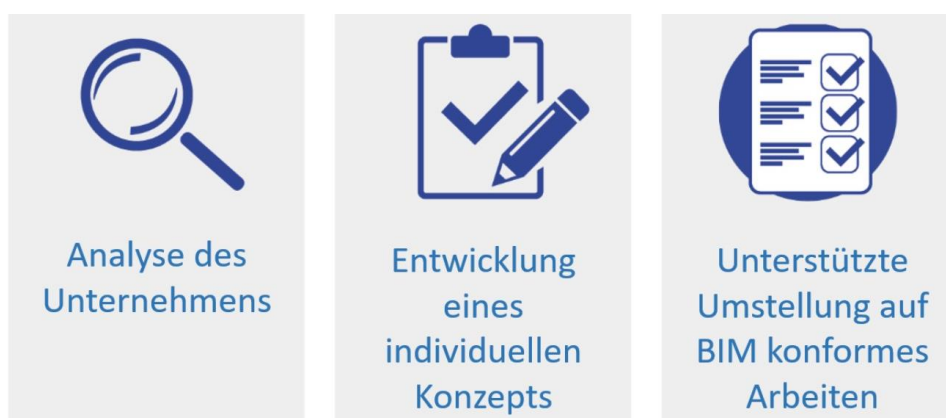 Analyse des
Unternehmens
Entwicklung
eines
individuellen
Konzepts
Unterstützte
Umstellung auf
BIM konformes
Arbeiten